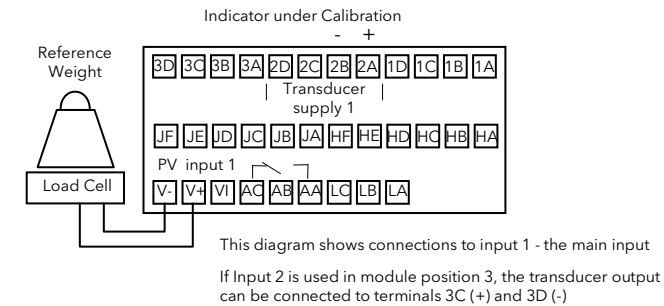 Indicator under Calibration
- +
Reference
Weight
3D 3C 3B 3A 2D 2C 2B 2A 1D 1C 1B 1A
Transducer
supply 1
JF JE JD JC JB JA HF HE HD HC HB HA
PV input 1
Load Cell
V- V+ VI AC AB AA LC LB LA
This diagram shows connections to input 1 - the main input
If Input 2 is used in module position 3, the transducer output
can be connected to terminals 3C (+) and 3D (-)